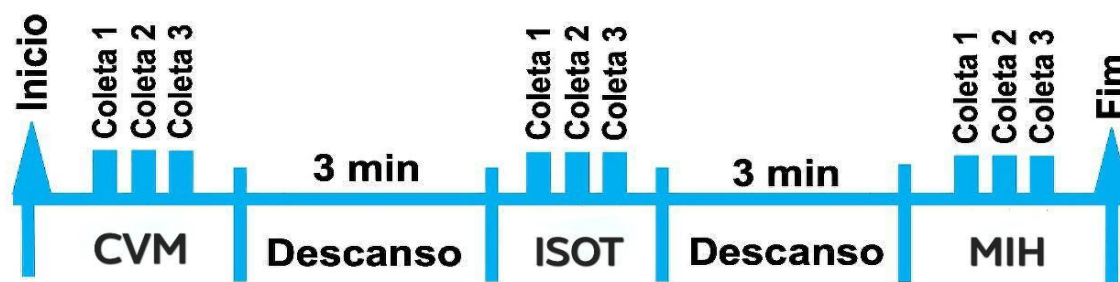 Inicio
Coleta 1
Coleta 2
Coleta 3
CVM
3 min
Descanso
Coleta 1
Coleta 2
Coleta 3
ISOT
3 min
Descanso
Coleta 1
Coleta 2
Coleta 3
MIH
Fim